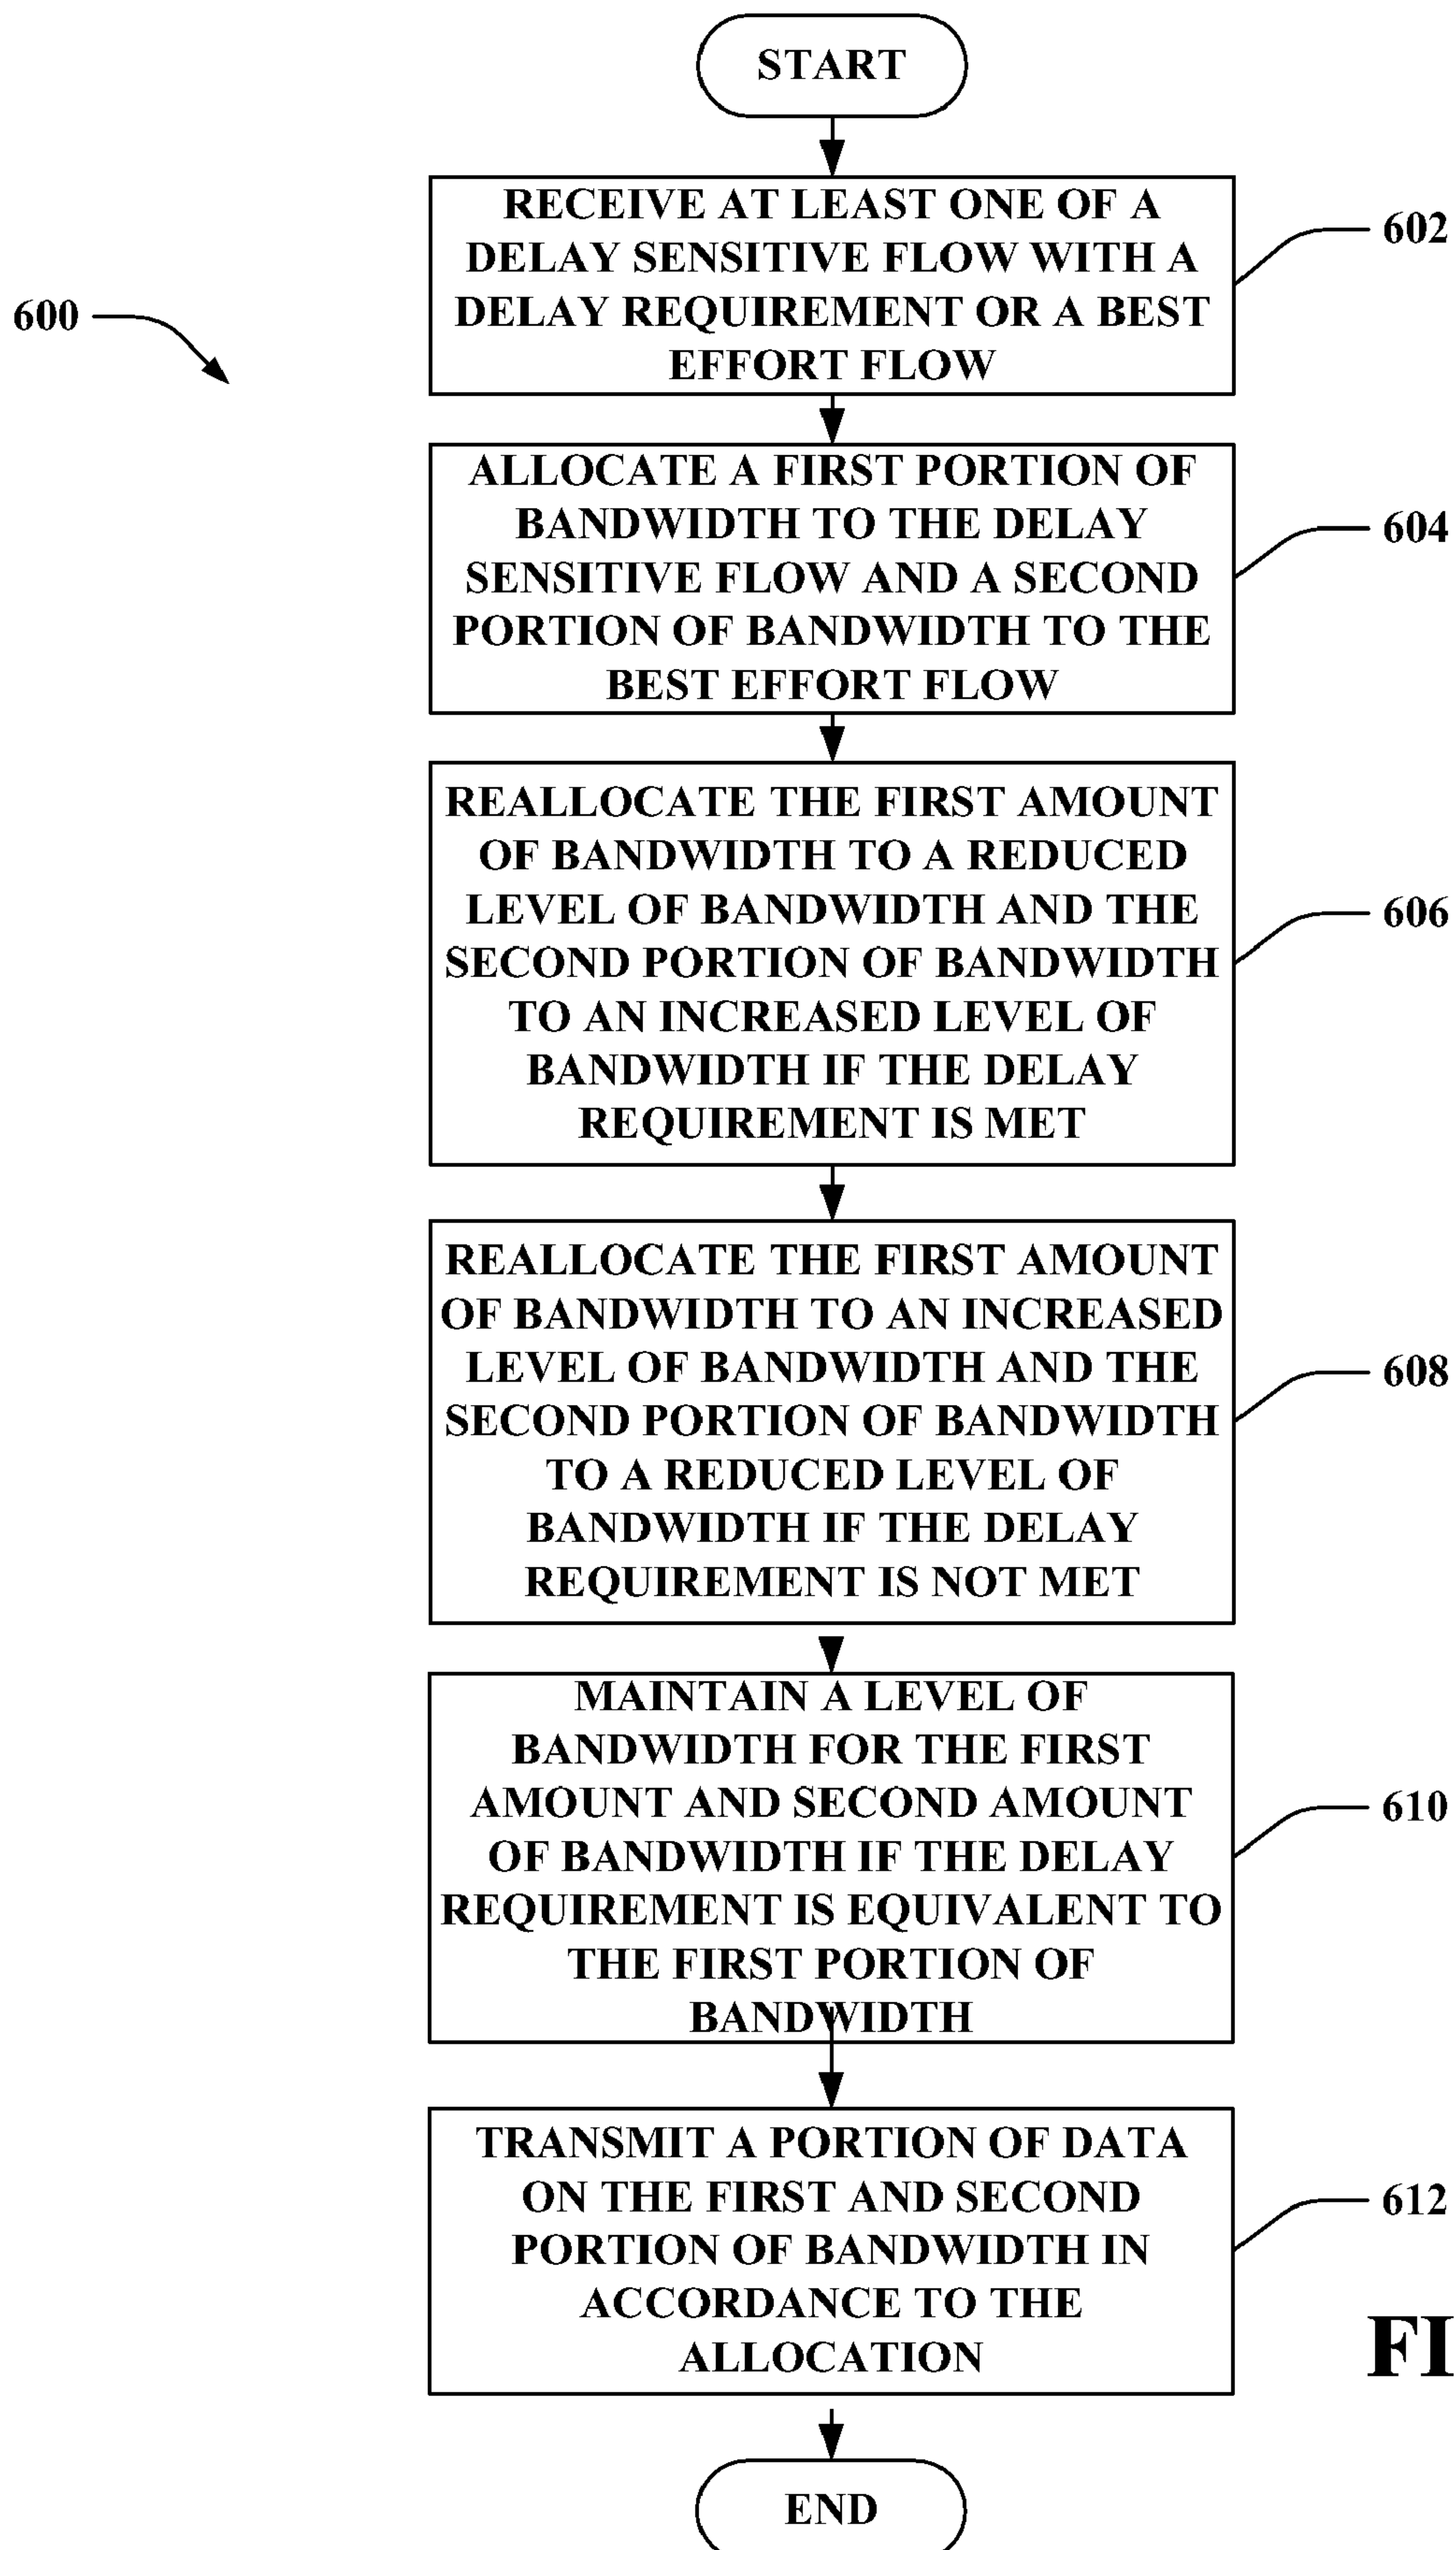 START
RECEIVE AT LEAST ONE OF A
DELAY SENSITIVE FLOW WITH A
DELAY REQUIREMENT OR A BEST
EFFORT FLOW
602
600
ALLOCATE A FIRST PORTION OF
BANDWIDTH TO THE DELAY
SENSITIVE FLOW AND A SECOND
PORTION OF BANDWIDTH TO THE
BEST EFFORT FLOW
604
REALLOCATE THE FIRST AMOUNT
OF BANDWIDTH TO A REDUCED
LEVEL OF BANDWIDTH AND THE
SECOND PORTION OF BANDWIDTH
TO AN INCREASED LEVEL OF
BANDWIDTH IF THE DELAY
REQUIREMENT IS MET
606
REALLOCATE THE FIRST AMOUNT
OF BANDWIDTH TO AN INCREASED
LEVEL OF BANDWIDTH AND THE
SECOND PORTION OF BANDWIDTH
TO A REDUCED LEVEL OF
BANDWIDTH IF THE DELAY
REQUIREMENT IS NOT MET
608
MAINTAIN A LEVEL OF
BANDWIDTH FOR THE FIRST
AMOUNT AND SECOND AMOUNT
OF BANDWIDTH IF THE DELAY
REQUIREMENT IS EQUIVALENT TO
THE FIRST PORTION OF
BANDWIDTH
610
TRANSMIT A PORTION OF DATA
ON THE FIRST AND SECOND
PORTION OF BANDWIDTH IN
ACCORDANCE TO THE
ALLOCATION
612
FI
END